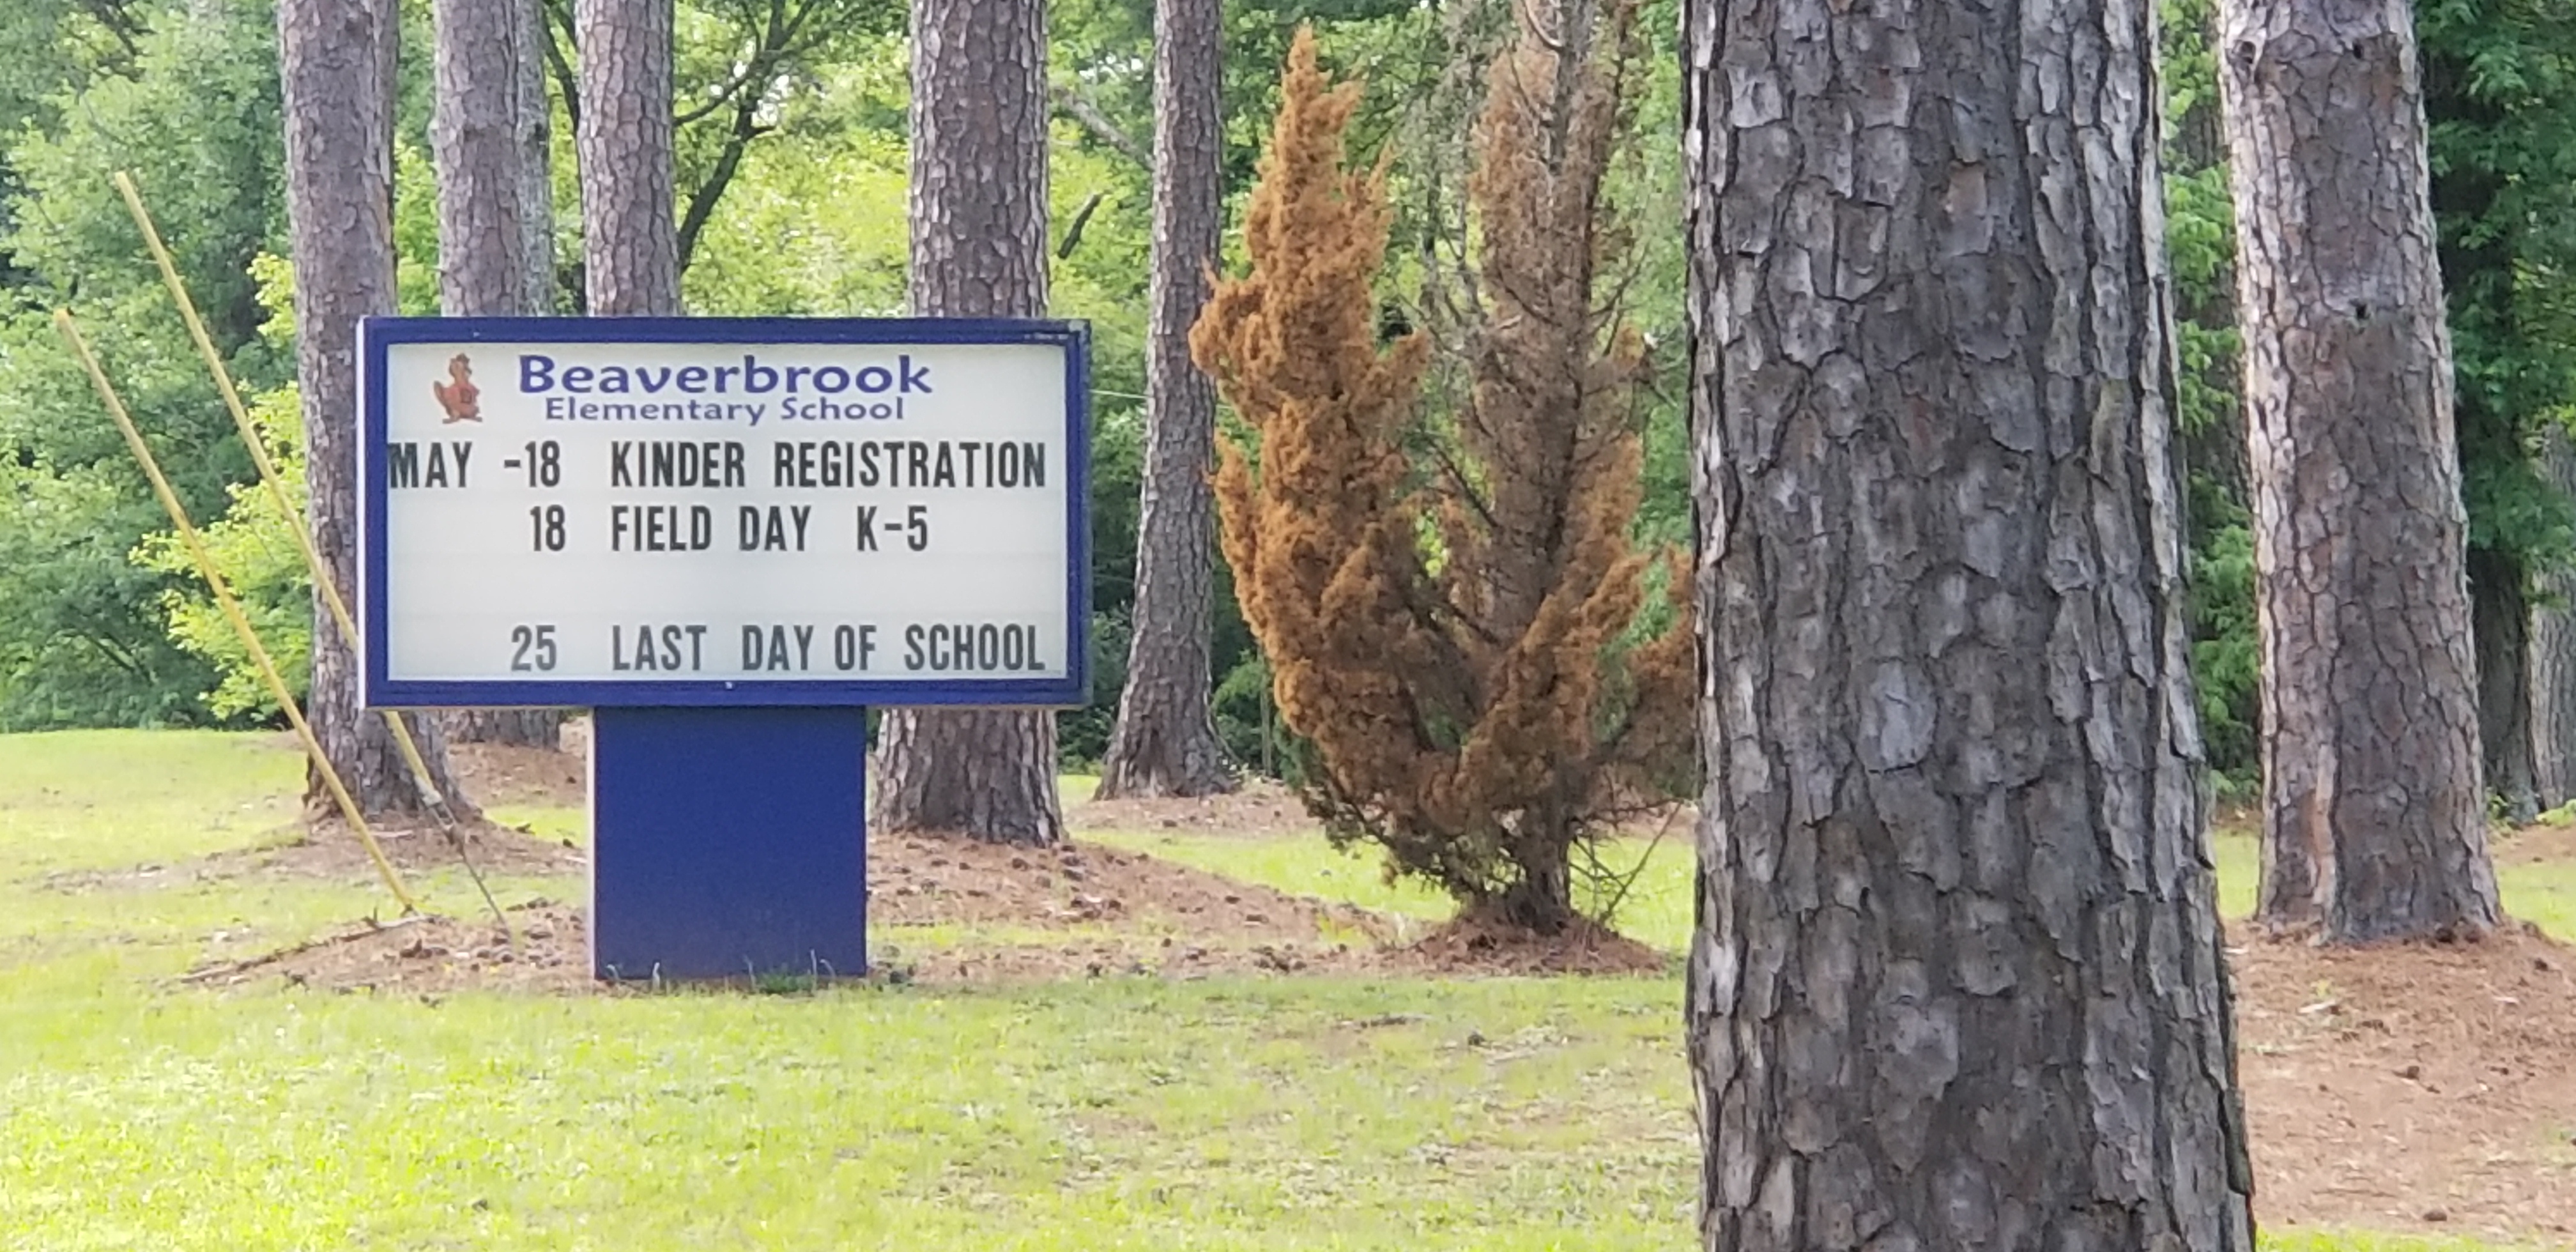 Beaverbrook
Elementary School
MAY -18 KINDER REGISTRATION
18 FIELD DAY K-5
25 LAST DAY OF SCHOOL